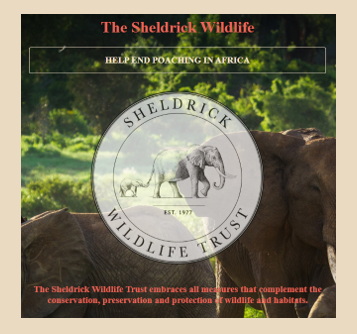 The Sheldrick Wildlife
HELP END POACHING IN AFRICA
SHELDRICK
EST. 1977
WILDLIFE TRUST
The Sheldrick Wildlife Trust embraces all measures that complement the
conservation, preservation and protection of wildlife and habitats.